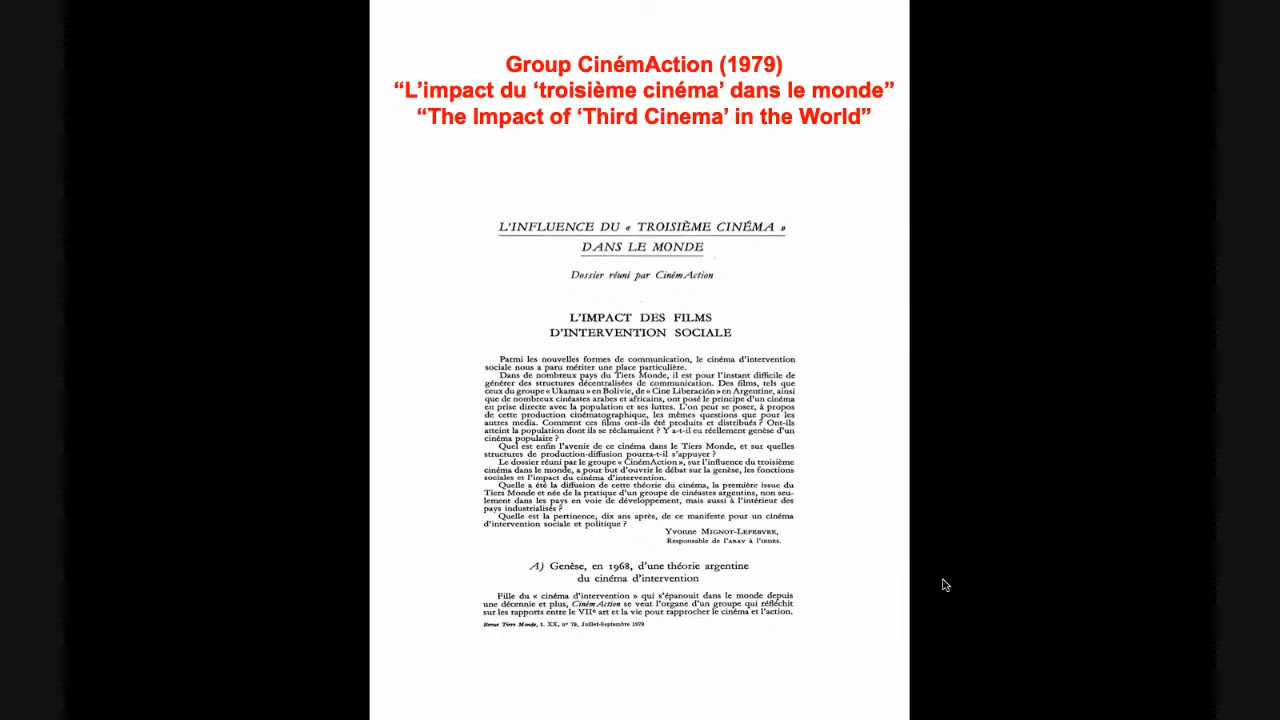 Group CinémAction (1979)
“L’impact du ‘troisième cinéma’ dans le monde”
“The Impact of ‘Third Cinema’ in the World”
L'INFLUENCE DU « TROISIÈME CINÉMA »
DANS LE MONDE
Dossier réuni par CinémAction
L'IMPACT DES FILMS
D'INTERVENTION SOCIALE
Parmi les nouvelles formes de communication, le cinéma d'intervention
sociale nous a paru mériter une place particulière.
Dans de nombreux pays du Tiers Monde, il est pour l'instant difficile de
générer des structures décentralisées de communication. Des films, tels que
ceux du groupe « Ukamau » en Bolivie, de « Cine Liberación » en Argentine, ainsi
que de nombreux cinéastes arabes et africains, ont posé le principe d'un cinéma
en prise directe avec la population et ses luttes. L'on peut se poser, à propos
de cette production cinématographique, les mêmes questions que pour les
autres media. Comment ces films ont-ils été produits et distribués ? Ont-ils
atteint la population dont ils se réclamaient ? Y a-t-il eu réellement genèse d'un
cinéma populaire ?
Quel est enfin l'avenir de ce cinéma dans le Tiers Monde, et sur quelles
structures de production-diffusion pourra-t-il s'appuyer ?
Le dossier réuni par le groupe « CinémAction », sur l'influence du troisième
cinéma dans le monde, a pour but d'ouvrir le débat sur la genèse, les fonctions
sociales et l'impact du cinéma d'intervention.
Quelle a été la diffusion de cette théorie du cinéma, la première issue du
Tiers Monde et née de la pratique d'un groupe de cinéastes argentins, non seu-
lement dans les pays en voie de développement, mais aussi à l'intérieur des
pays industrialisés ?
Quelle est la pertinence, dix ans après, de ce manifeste pour un cinéma
d'intervention sociale et politique ?
Yvonne MIGNOT-LEFEBVRE,
Responsable de l'ARAV à l'IEDES.
A) Genèse, en 1968, d'une théorie argentine
du cinéma d'intervention
Fille du « cinéma d'intervention » qui s'épanouit dans le monde depuis
une décennie et plus, CinémAction se veut l'organe d'un groupe qui réfléchit
sur les rapports entre le VIIe art et la vie pour rapprocher le cinéma et l'action.
Revue Tiers Monde, t. XX, nº 79, Juillet-Septembre 1979